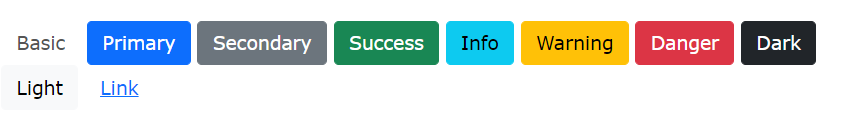 Basic Primary Secondary Success Info Warning Danger Dark
Light Link